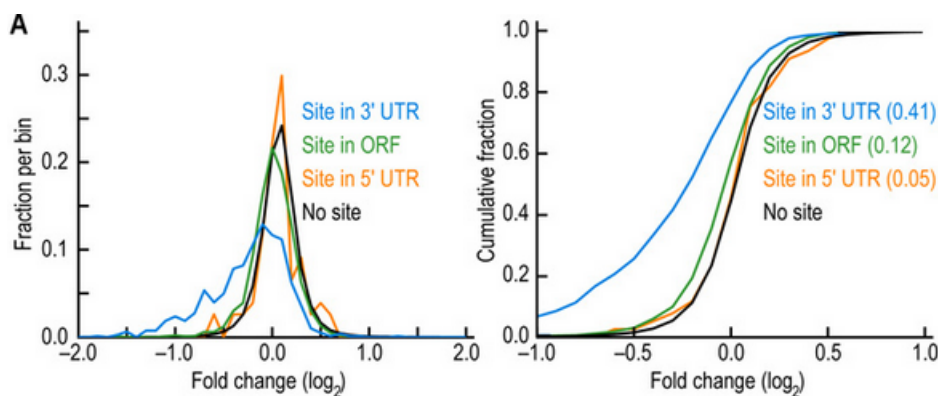 A
Fraction per bin
0.3
0.2
0.1
0.0
Site in 3' UTR
Site in ORF
Site in 5' UTR
No site
−2.0 −1.0 0.0 1.0 2.0
Fold change (log2)
Cumulative fraction
1.0
0.8
0.6
0.4
0.2
0.0
Site in 3' UTR (0.41)
Site in ORF (0.12)
Site in 5' UTR (0.05)
No site
-1.0 -0.5 0.0 0.5 1.0
Fold change (log2)